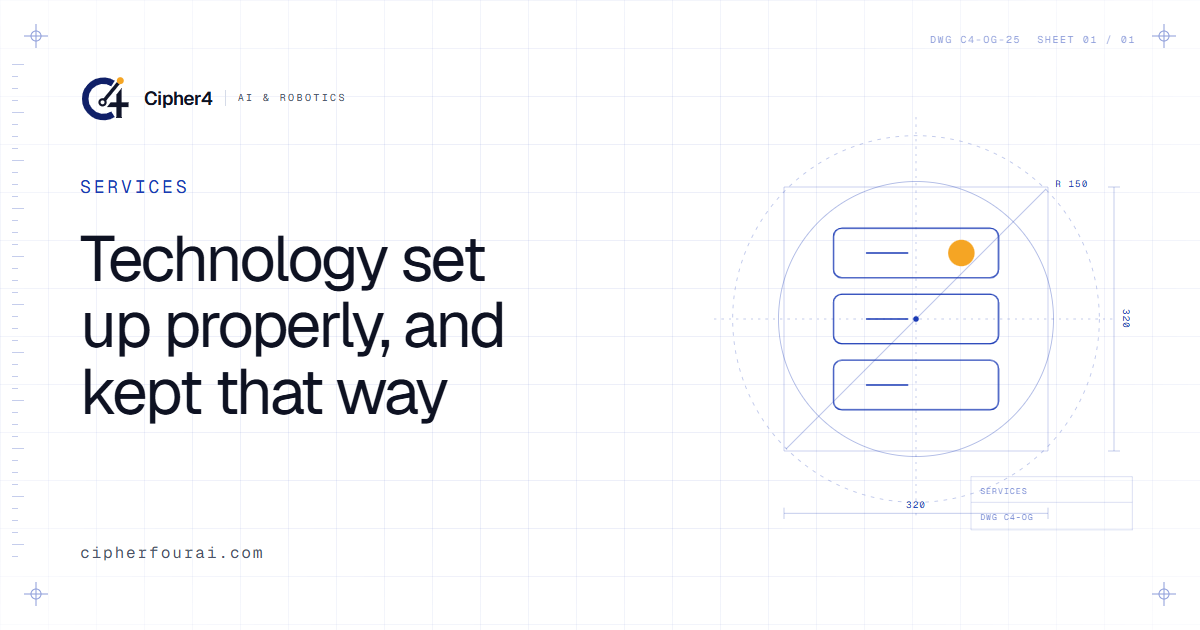 DWG C4-OG-25 SHEET 01 / 01
C4 Cipher4 AI & ROBOTICS
SERVICES
Technology set
up properly, and
kept that way
R 150
320
320
SERVICES
DWG C4-OG
cipherfourai.com